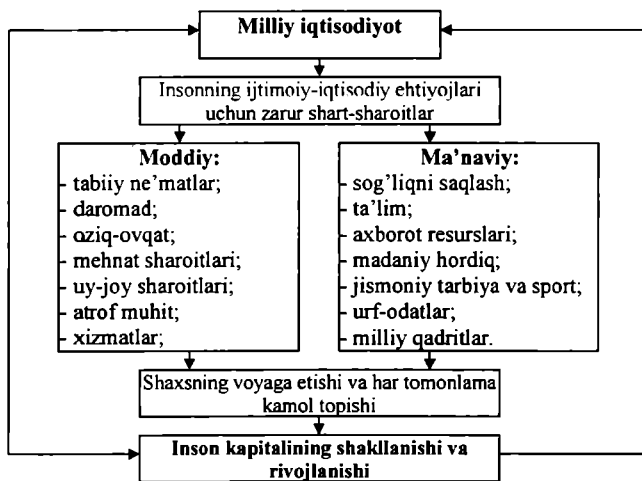 Milliy iqtisodiyot
Insonning ijtimoiy-iqtisodiy ehtiyojlari
uchun zarur shart-sharoitlar
Moddiy:
- tabiiy ne'matlar;
- daromad;
- oziq-ovqat;
- mehnat sharoitlari;
- uy-joy sharoitlari;
- atrof muhit;
- xizmatlar;
Ma'naviy:
- sog'liqni saqlash;
- ta'lim;
- axborot resurslari;
- madaniy hordiq;
- jismoniy tarbiya va sport;
- urf-odatlar;
- milliy qadritlar.
Shaxsning voyaga etishi va har tomonlama
kamol topishi
Inson kapitalining shakllanishi va
rivojlanishi